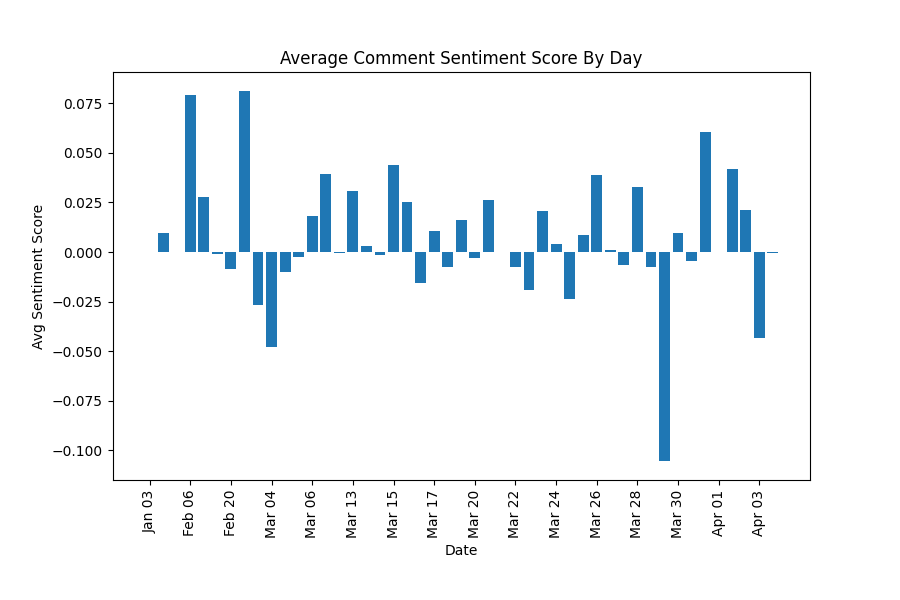 Average Comment Sentiment Score By Day
Avg Sentiment Score
0.075
0.050
0.025
0.000
−0.025
−0.050
−0.075
−0.100
Jan 03
Feb 06
Feb 20
Mar 04
Mar 06
Mar 13
Mar 15
Mar 17
Mar 20
Mar 22
Mar 24
Mar 26
Mar 28
Mar 30
Apr 01
Apr 03
Date